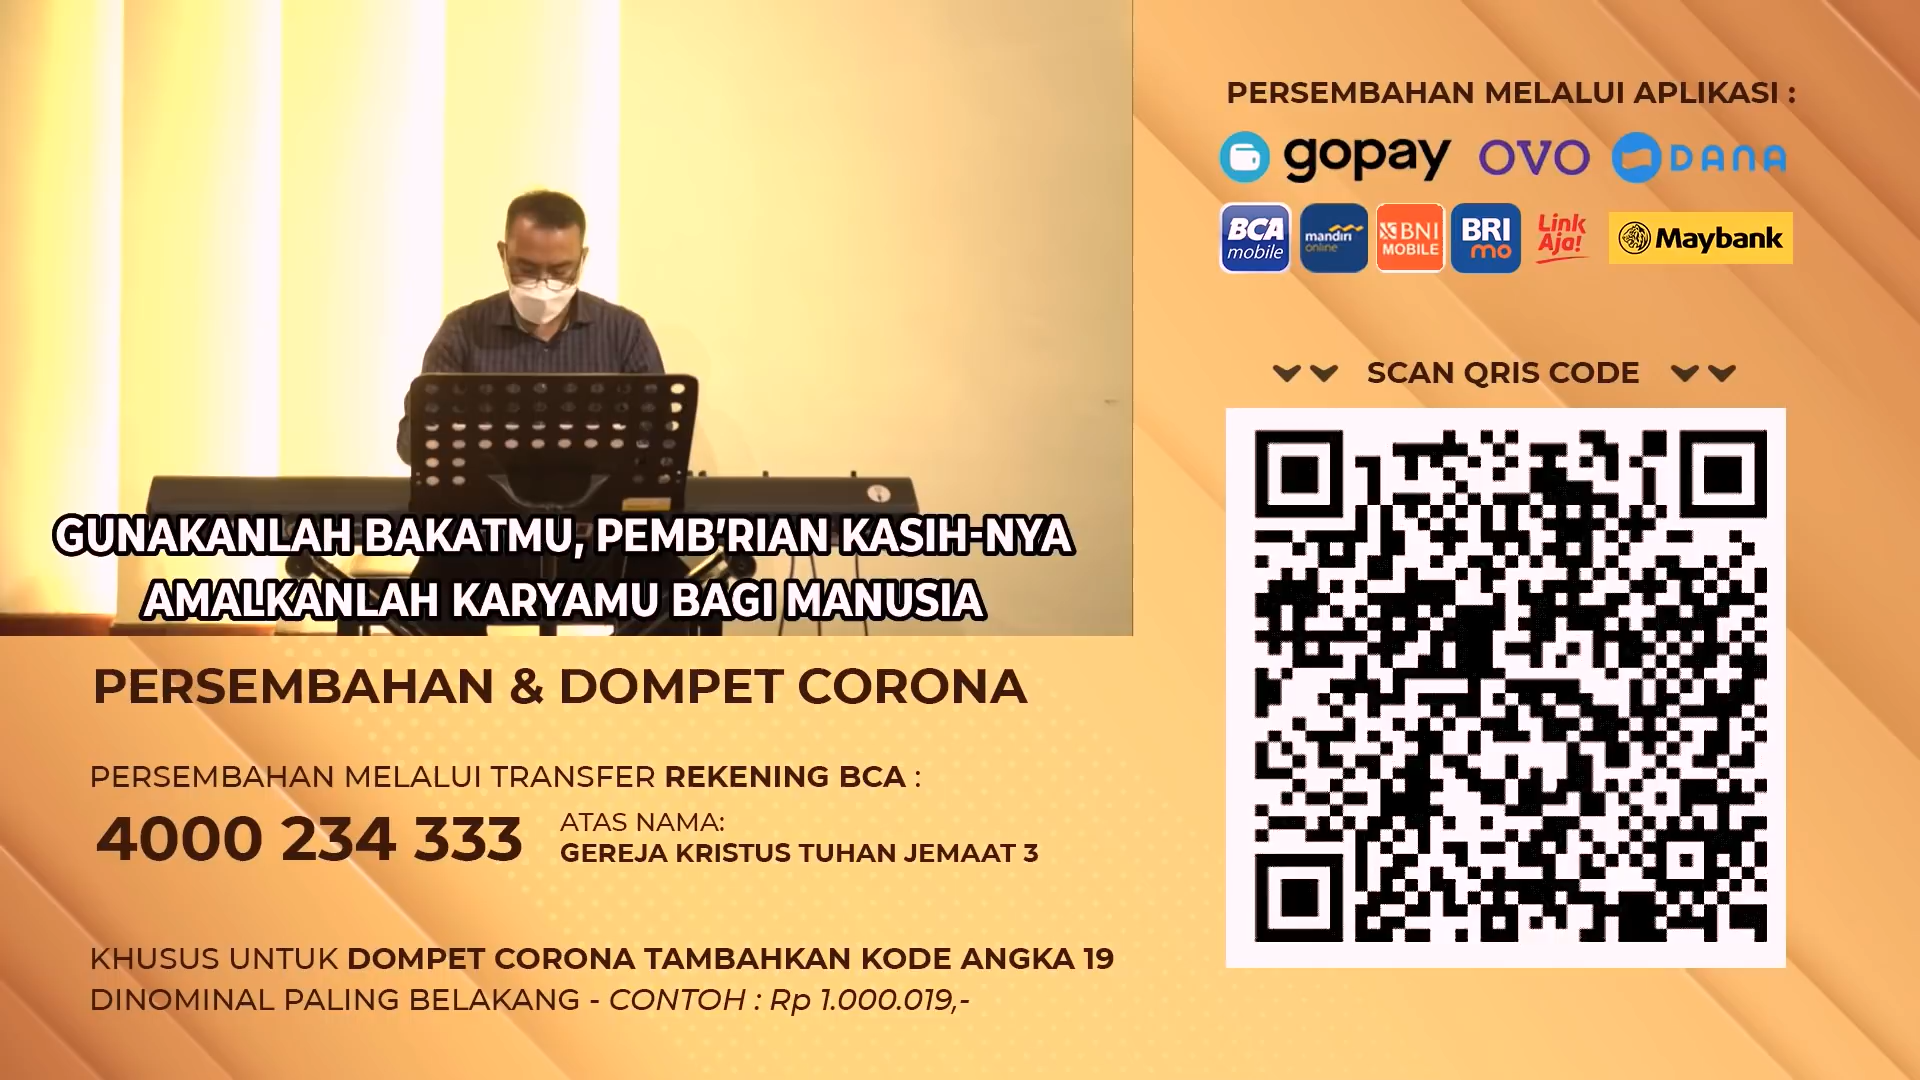 GUNAKANLAH BAKATMU, PEMB'RIAN KASIH-NYA
AMALKANLAH KARYAMU BAGI MANUSIA
PERSEMBAHAN & DOMPET CORONA
PERSEMBAHAN MELALUI TRANSFER REKENING BCA :
4000 234 333
ATAS NAMA:
GEREJA KRISTUS TUHAN JEMAAT 3
KHUSUS UNTUK DOMPET CORONA TAMBAHKAN KODE ANGKA 19
DINOMINAL PALING BELAKANG - CONTOH : Rp 1.000.019,-
PERSEMBAHAN MELALUI APLIKASI :
gopay OVO DANA
BCA mobile
mandiri online
BNI MOBILE
BRI mo
Link Aja!
Maybank
SCAN QRIS CODE